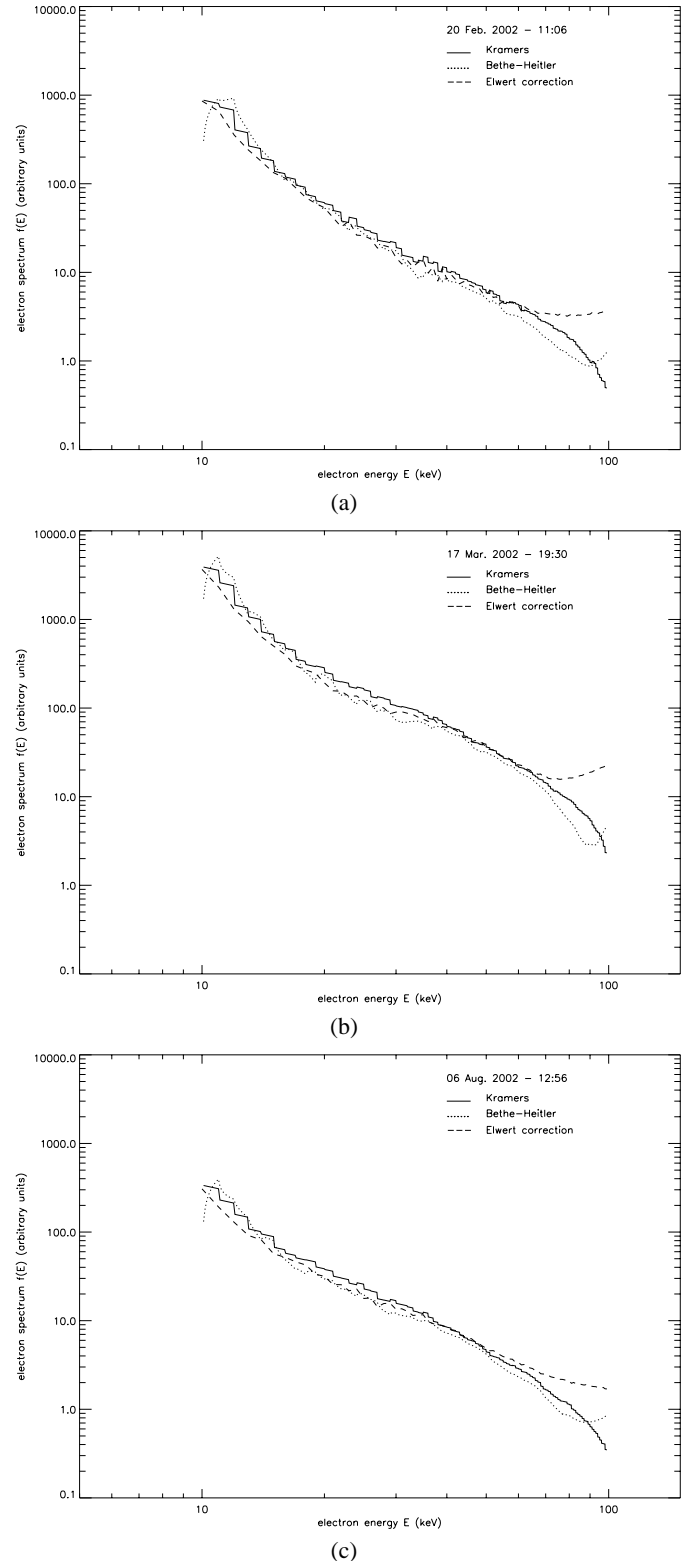 10000.0
1000.0
100.0
10.0
1.0
0.1
electron spectrum f(E) (arbitrary units)
20 Feb. 2002 - 11:06
Kramers
Bethe-Heitler
Elwert correction
10
100
electron energy E (keV)
(a)
10000.0
1000.0
100.0
10.0
1.0
0.1
electron spectrum f(E) (arbitrary units)
17 Mar. 2002 - 19:30
Kramers
Bethe-Heitler
Elwert correction
10
100
electron energy E (keV)
(b)
10000.0
1000.0
100.0
10.0
1.0
0.1
electron spectrum f(E) (arbitrary units)
06 Aug. 2002 - 12:56
Kramers
Bethe-Heitler
Elwert correction
10
100
electron energy E (keV)
(c)